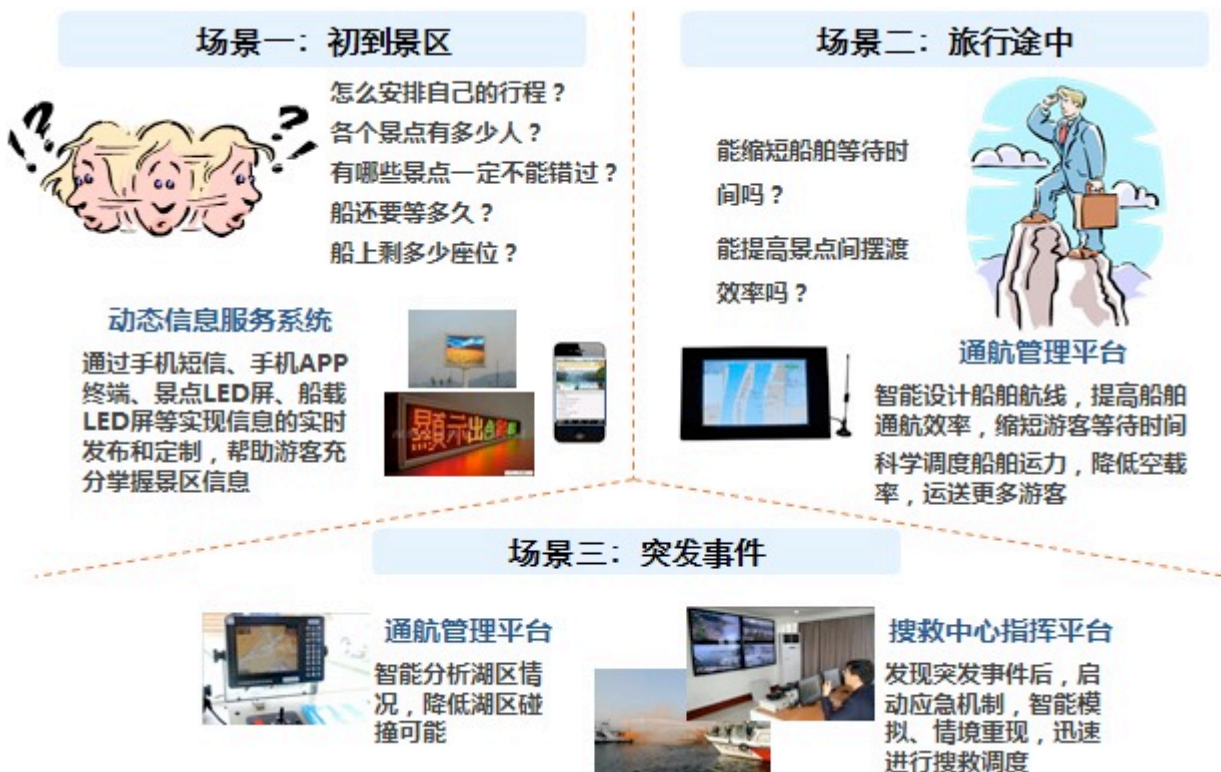 场景一：初到景区
怎么安排自己的行程？
各个景点有多少人？
有哪些景点一定不能错过？
船还要等多久？
船上剩多少座位？
动态信息服务系统
通过手机短信、手机APP
终端、景点LED屏、船载
LED屏等实现信息的实时
发布和定制，帮助游客充
分掌握景区信息
顯示出合
场景二：旅行途中
能缩短船舶等待时
间吗？
能提高景点间摆渡
效率吗？
通航管理平台
智能设计船舶航线，提高船舶
通航效率，缩短游客等待时间
科学调度船舶运力，降低空载
率，运送更多游客
场景三：突发事件
通航管理平台
智能分析湖区情
况，降低湖区碰
撞可能
搜救中心指挥平台
发现突发事件后，启
动应急机制，智能模
拟、情境重现，迅速
进行搜救调度